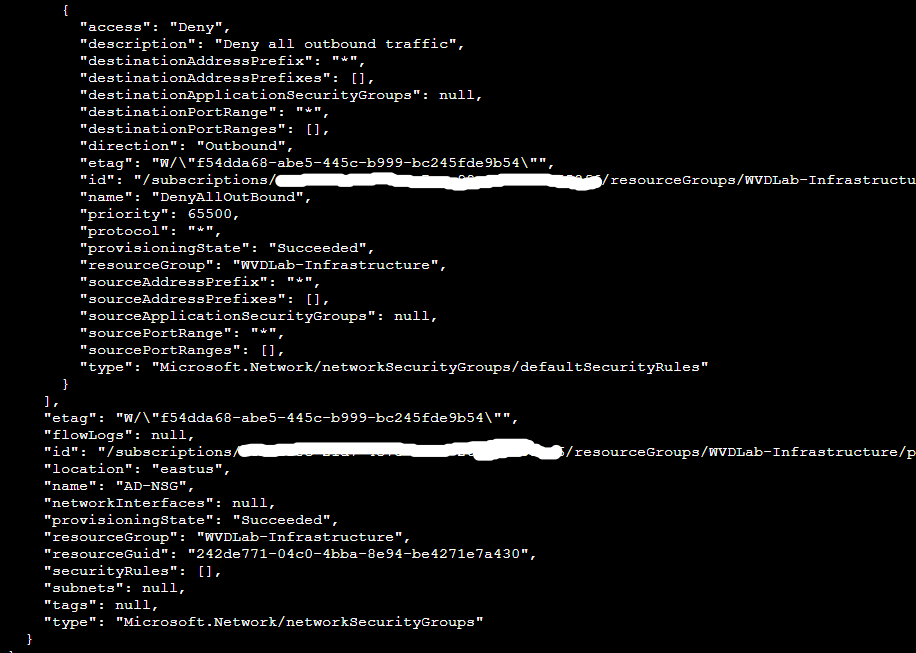 {
"access": "Deny",
"description": "Deny all outbound traffic",
"destinationAddressPrefix": "*",
"destinationAddressPrefixes": [],
"destinationApplicationSecurityGroups": null,
"destinationPortRange": "*",
"destinationPortRanges": [],
"direction": "Outbound",
"etag": "W/\"f54dda68-abe5-445c-b999-bc245fde9b54\"",
"id": "/subscriptions/ /resourceGroups/WVDLab-Infrastructu
"name": "DenyAllOutBound",
"priority": 65500,
"protocol": "*",
"provisioningState": "Succeeded",
"resourceGroup": "WVDLab-Infrastructure",
"sourceAddressPrefix": "*",
"sourceAddressPrefixes": [],
"sourceApplicationSecurityGroups": null,
"sourcePortRange": "*",
"sourcePortRanges": [],
"type": "Microsoft.Network/networkSecurityGroups/defaultSecurityRules"
}
],
"etag": "W/\"f54dda68-abe5-445c-b999-bc245fde9b54\"",
"flowLogs": null,
"id": "/subscriptions/ /resourceGroups/WVDLab-Infrastructure/p
"location": "eastus",
"name": "AD-NSG",
"networkInterfaces": null,
"provisioningState": "Succeeded",
"resourceGroup": "WVDLab-Infrastructure",
"resourceGuid": "242de771-04c0-4bba-8e94-be4271e7a430",
"securityRules": [],
"subnets": null,
"tags": null,
"type": "Microsoft.Network/networkSecurityGroups"
}